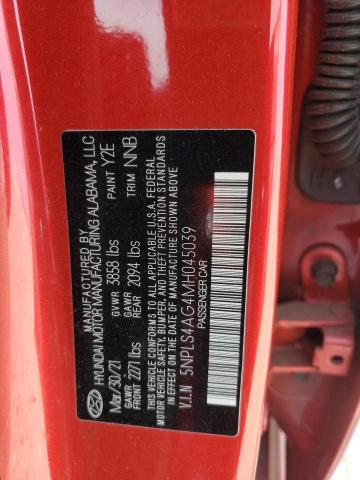 MANUFACTURED BY
HYUNDAI MOTOR MANUFACTURING ALABAMA, LLC
Mar/30/21 GVWR 3858 lbs PAINT Y2E
GAWR FRONT 2271 lbs GAWR REAR 2094 lbs TRIM NNB
THIS VEHICLE CONFORMS TO ALL APPLICABLE U.S.A. FEDERAL
MOTOR VEHICLE SAFETY, BUMPER, AND THEFT PREVENTION STANDARDS
IN EFFECT ON THE DATE OF MANUFACTURE SHOWN ABOVE.
V.I.N 5NPLS4AG4MH045039
PASSENGER CAR